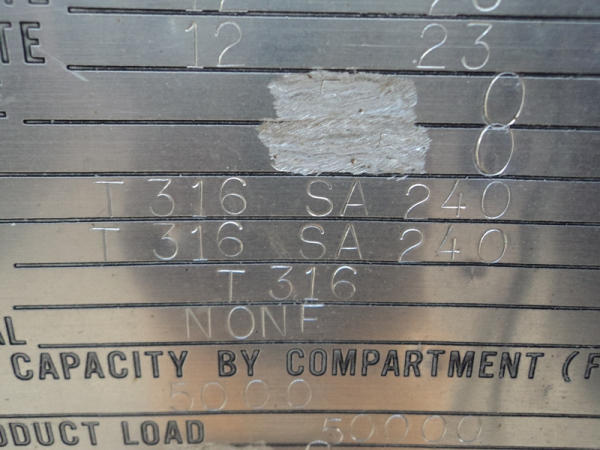 TE 12 23
0
0
T 316 SA 240
T 316 SA 240
T 316
AL NONE
CAPACITY BY COMPARTMENT (F
5000
ODUCT LOAD 50000